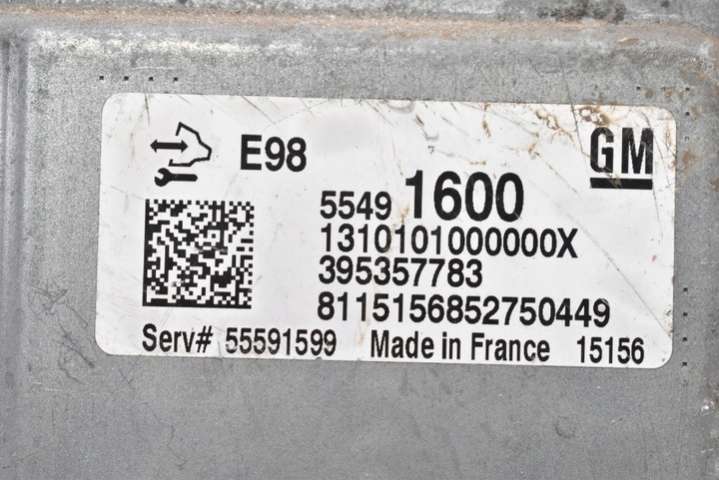 E98
GM
5549 1600
1310101000000X
395357783
8115156852750449
Serv# 55591599 Made in France 15156